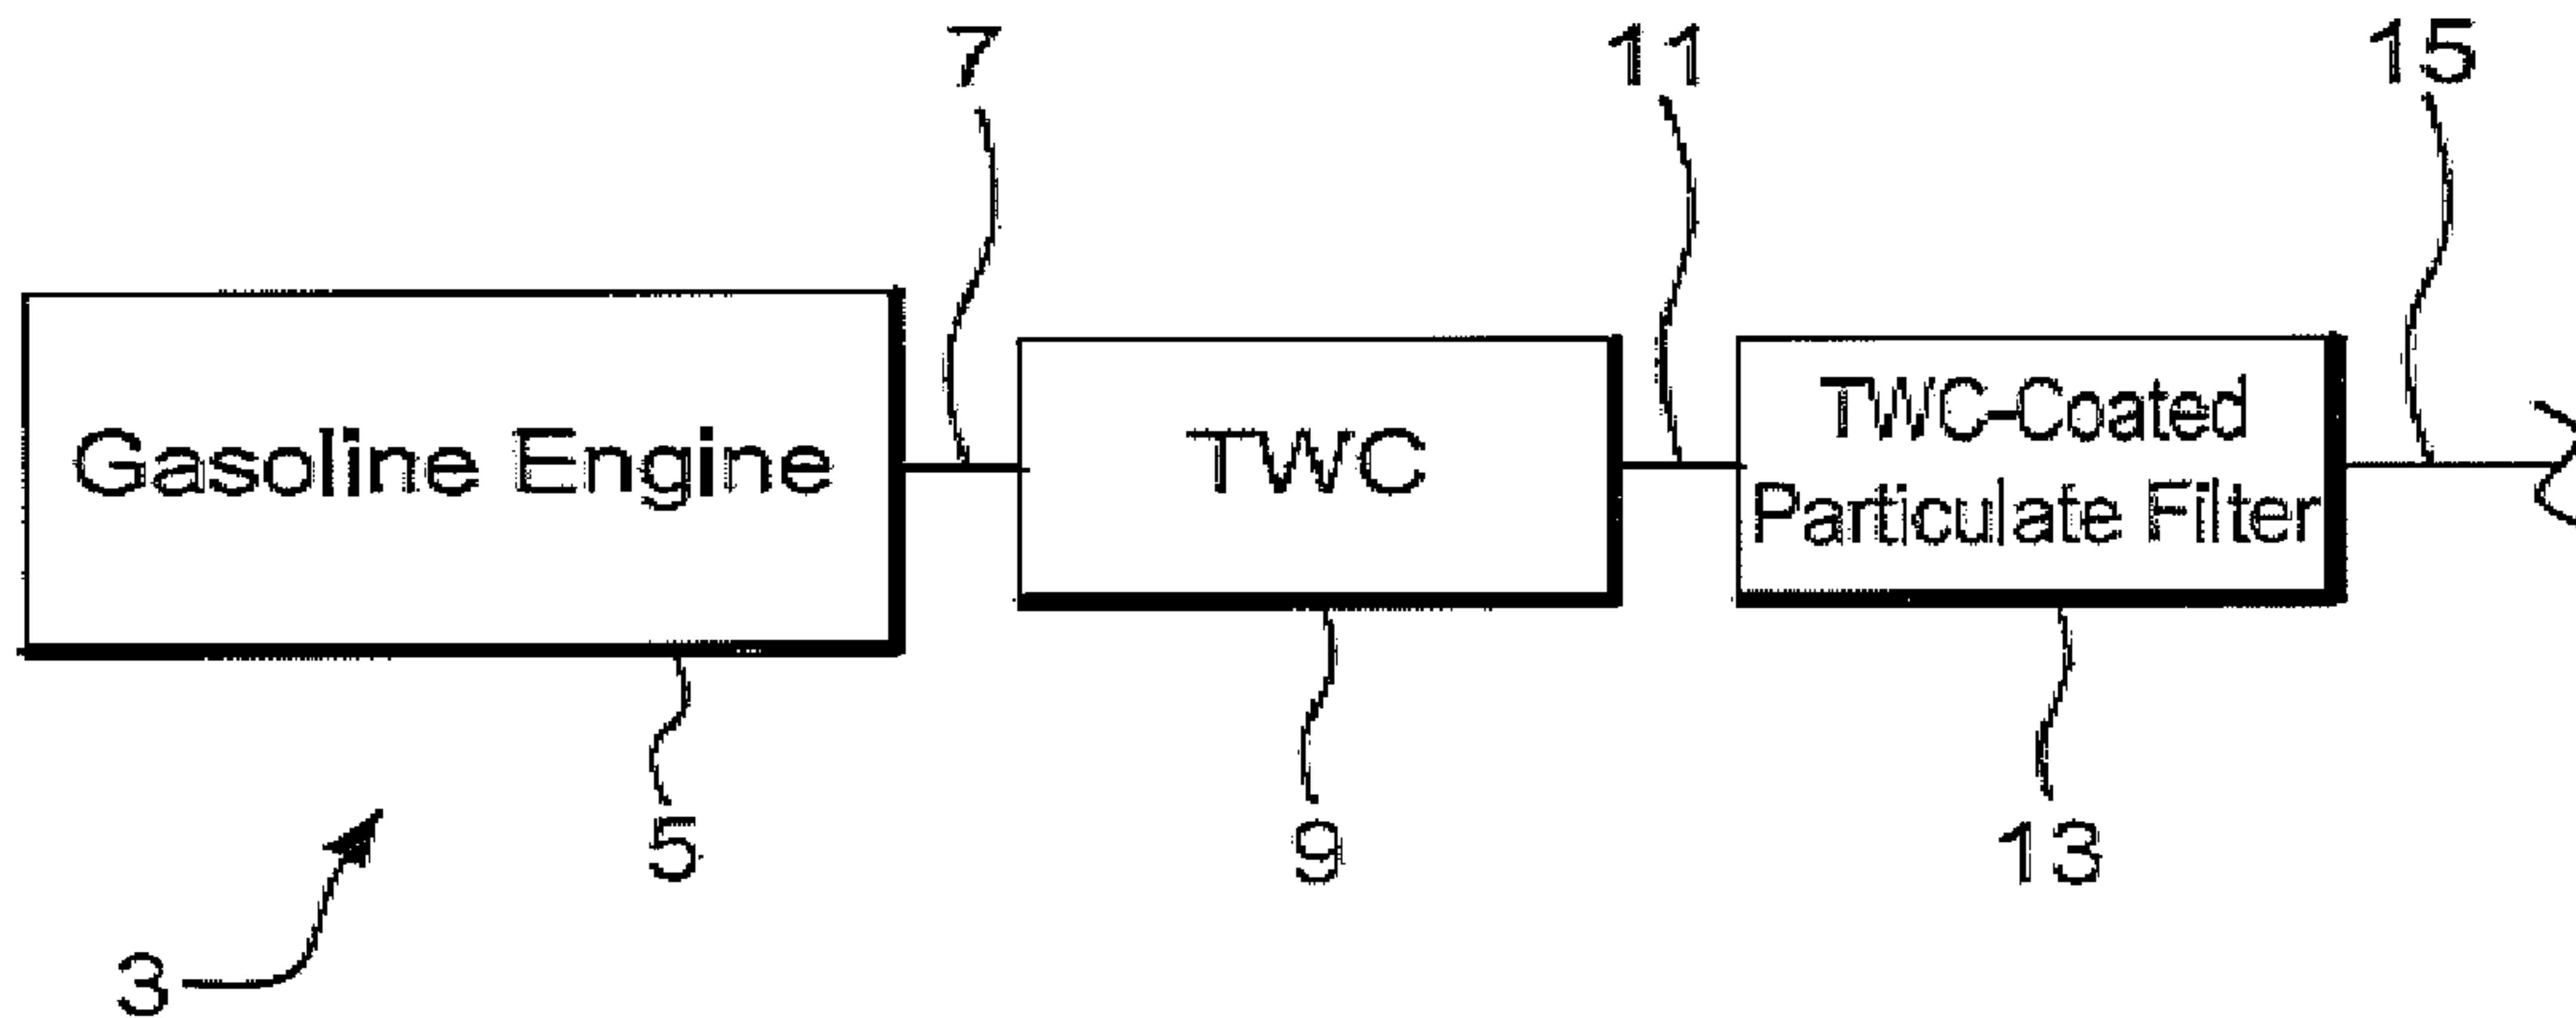 7
11
15
Gasoline Engine
TWC
TWC-Coated
Particulate Filter
5
9
13
3